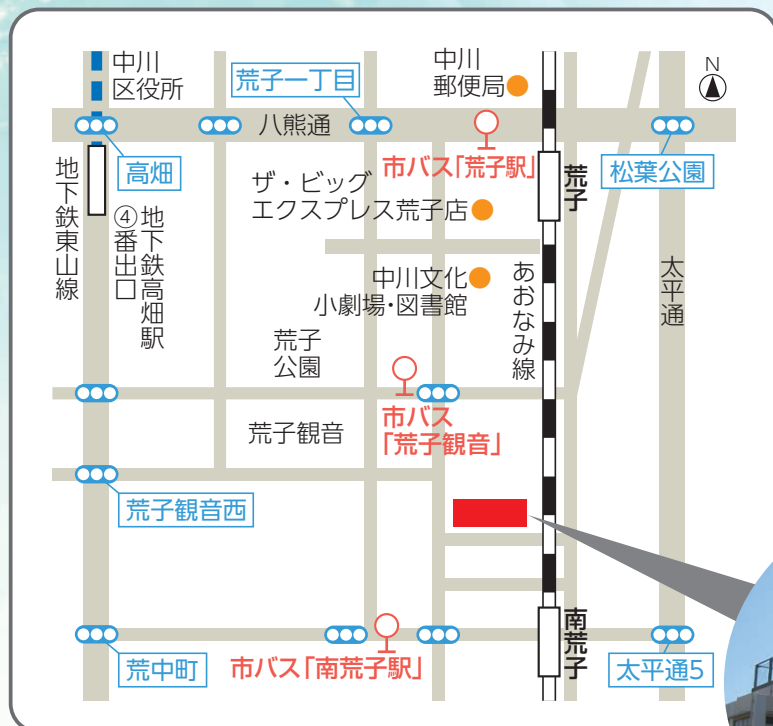 中川
区役所
荒子一丁目
中川
郵便局
N
八熊通
高畑
市バス「荒子駅」
荒子
松葉公園
ザ・ビッグ
エクスプレス荒子店
地下鉄東山線
地下鉄高畑駅
④番出口
中川文化
小劇場・図書館
あおなみ線
太平通
荒子
公園
市バス
「荒子観音」
荒子観音
荒子観音西
南荒子
荒中町
市バス「南荒子駅」
太平通5